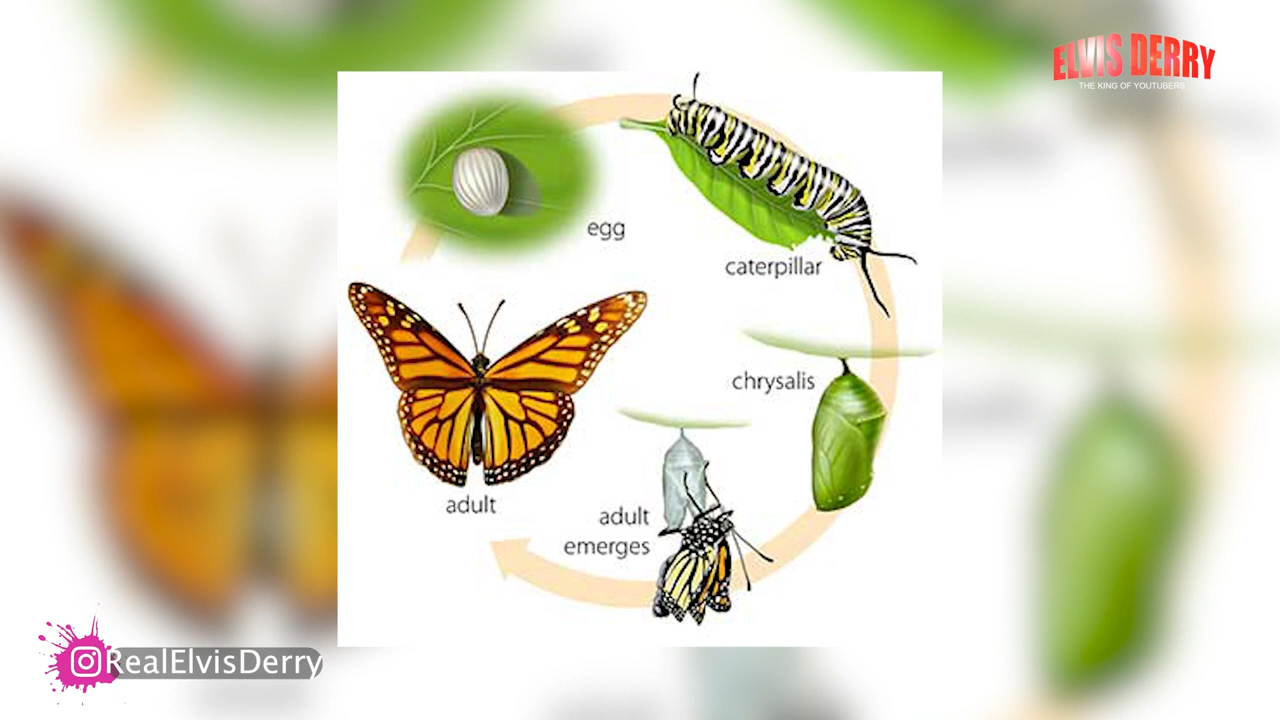 ELVIS DERRY
THE KING OF YOUTUBERS
egg
caterpillar
chrysalis
adult
adult
emerges
RealElvisDerry